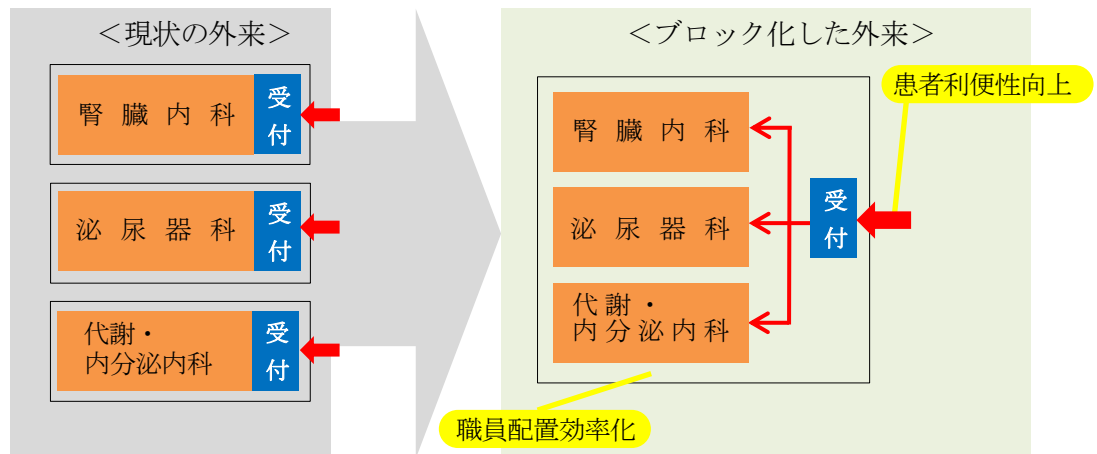 ＜現状の外来＞
腎臓内科
受付
泌尿器科
受付
代謝・
内分泌内科
受付
＜ブロック化した外来＞
患者利便性向上
腎臓内科
泌尿器科
代謝・
内分泌内科
受付
職員配置効率化